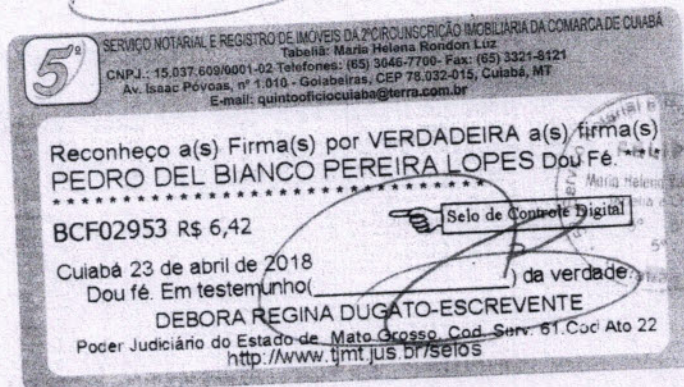 5º
SERVIÇO NOTARIAL E REGISTRO DE IMÓVEIS DA 2ª CIRCUNSCRIÇÃO IMOBILIÁRIA DA COMARCA DE CUIABÁ
Tabeliã: Maria Helena Rondon Luz
CNPJ.: 15.037.609/0001-02 Telefones: (65) 3046-7700- Fax: (65) 3321-8121
Av. Isaac Póvoas, nº 1.010 - Goiabeiras, CEP 78.032-015, Cuiabá, MT
E-mail: quintooficiocuiaba@terra.com.br
Reconheço a(s) Firma(s) por VERDADEIRA a(s) firma(s)
PEDRO DEL BIANCO PEREIRA LOPES Dou Fé. ****
**********************************
BCF02953 R$ 6,42
Selo de Controle Digital
Cuiabá 23 de abril de 2018
Dou fé. Em testemunho(____________________) da verdade.
DEBORA REGINA DUGATO-ESCREVENTE
Poder Judiciário do Estado de Mato Grosso Cod. Serv. 61.Cod Ato 22
http://www.tjmt.jus.br/selos
Maria Helena
5º